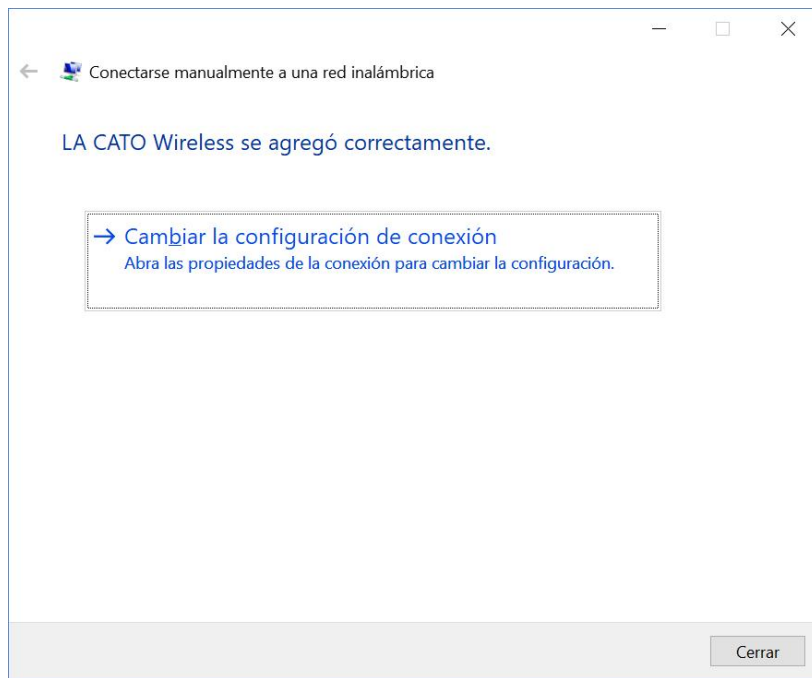 Conectarse manualmente a una red inalámbrica
LA CATO Wireless se agregó correctamente.
Cambiar la configuración de conexión
Abra las propiedades de la conexión para cambiar la configuración.
Cerrar